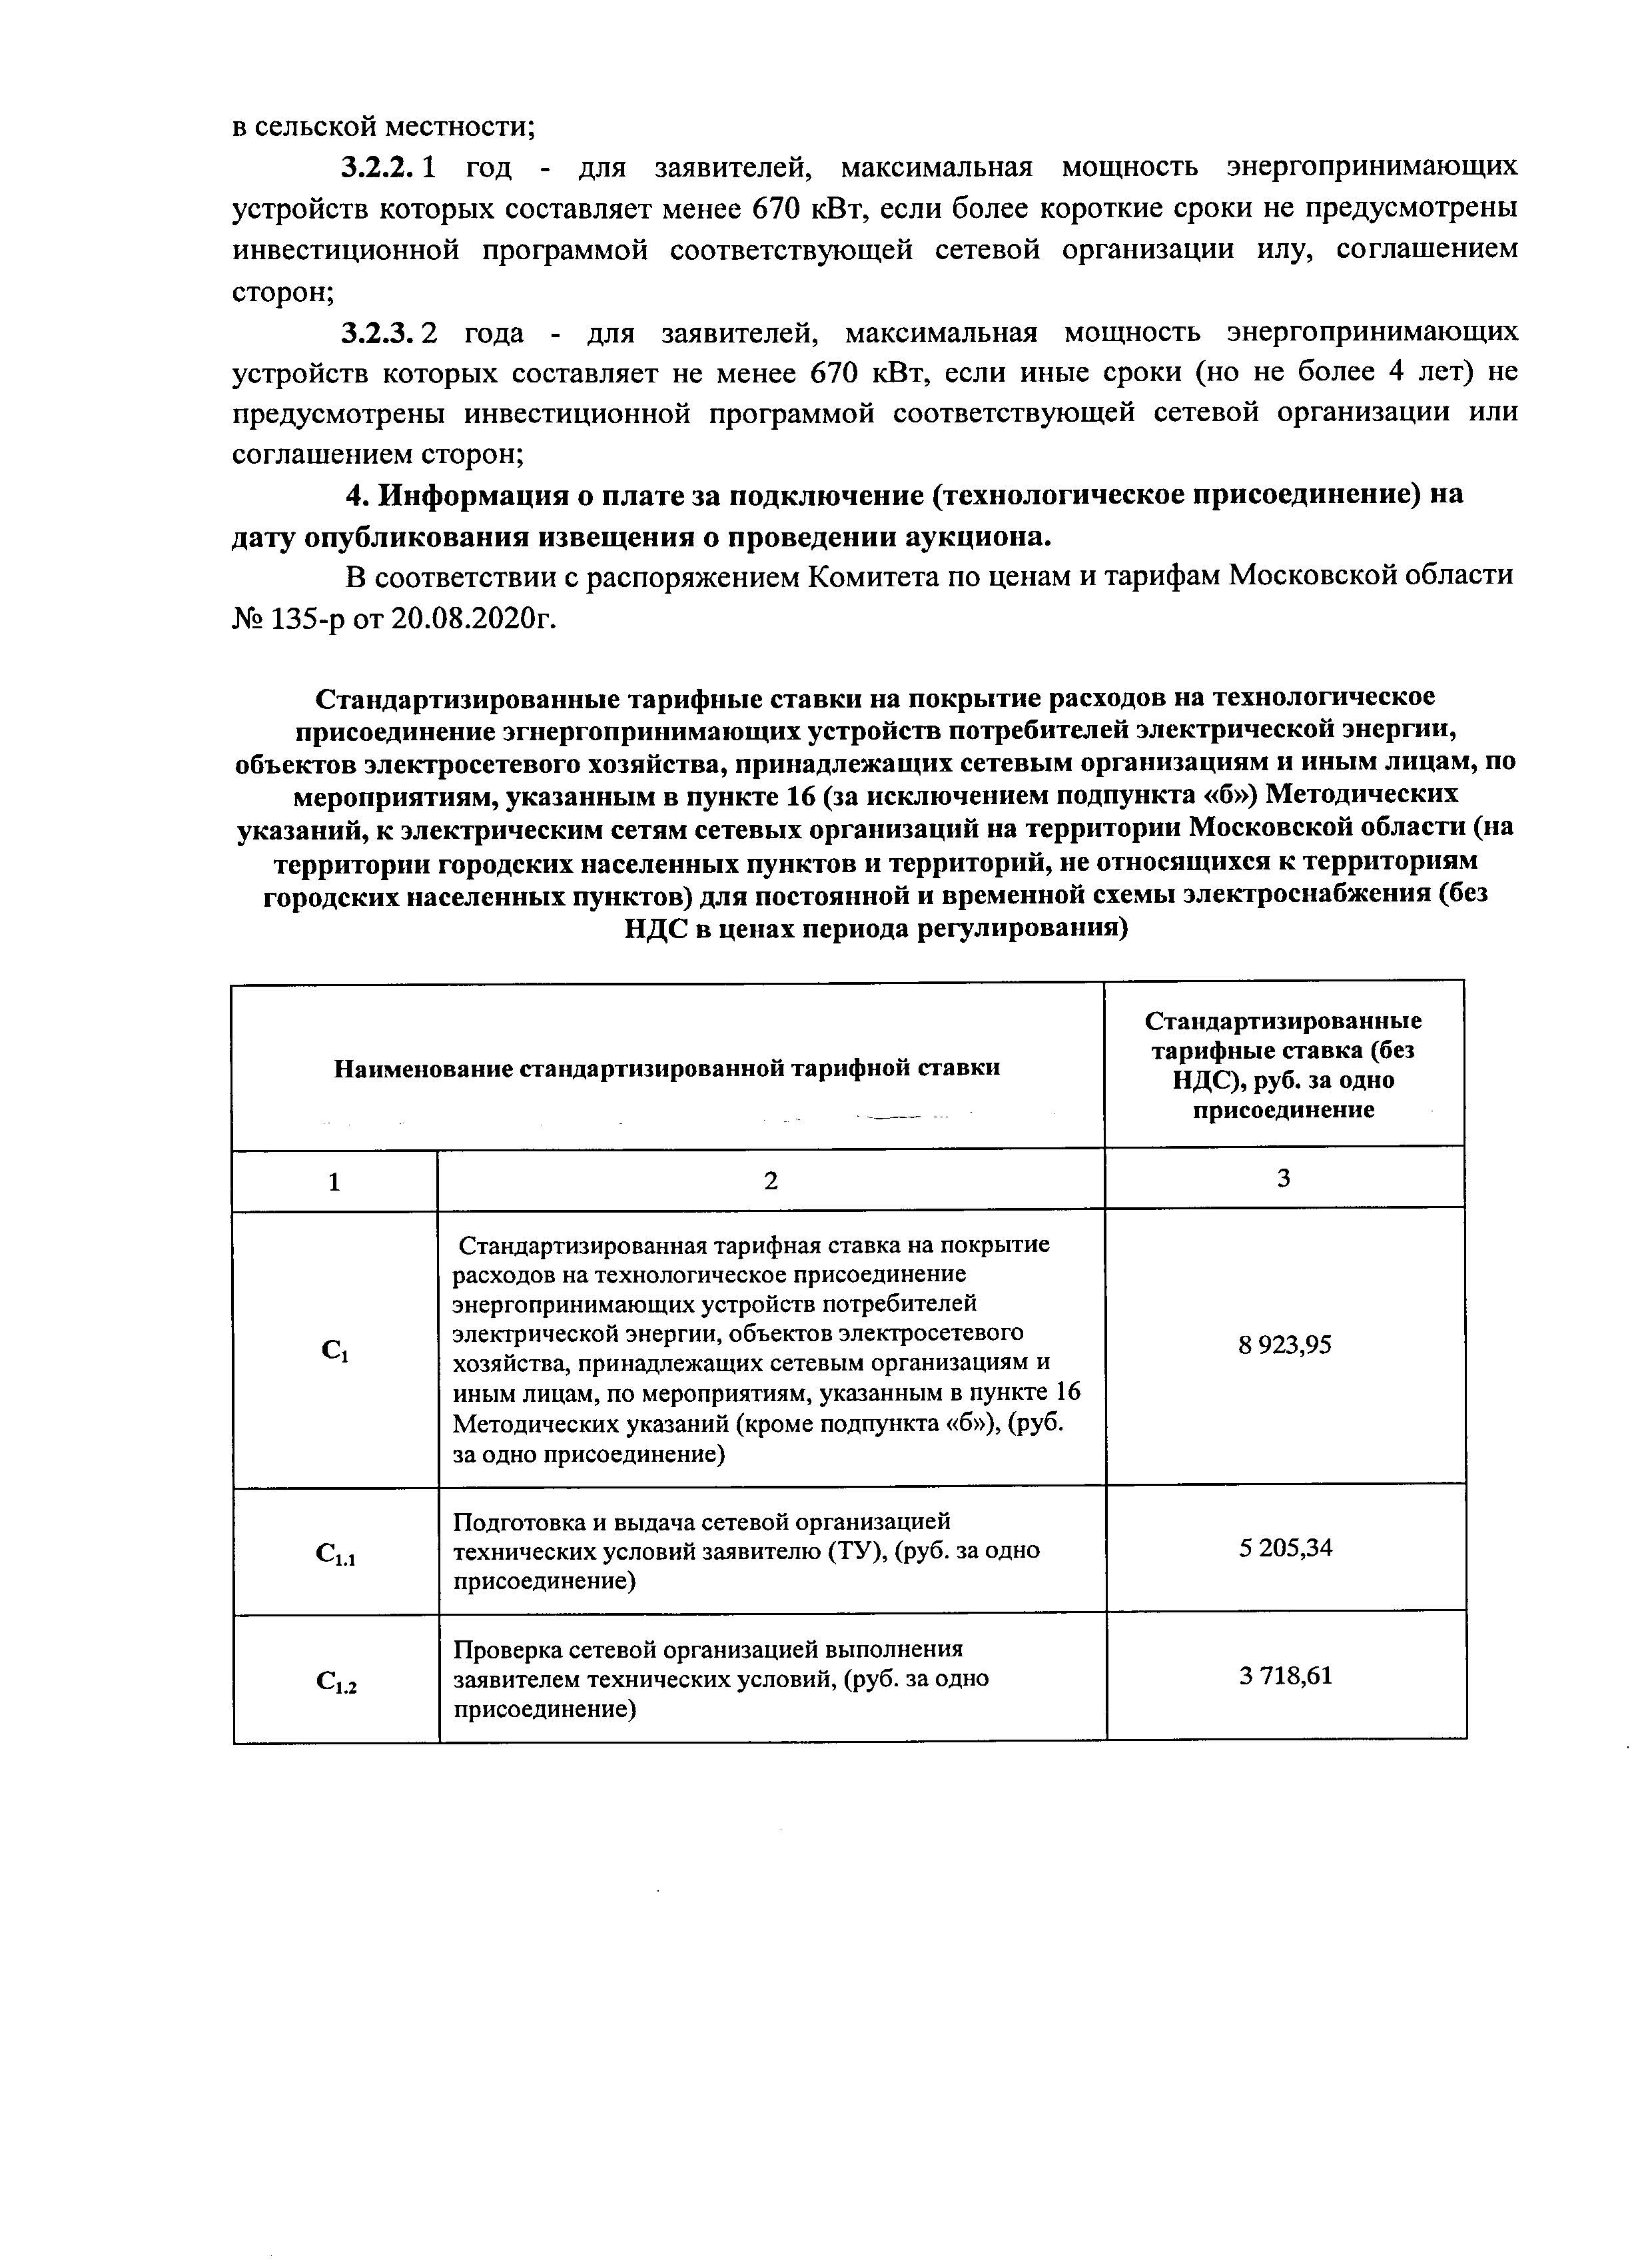 в сельской местности;
3.2.2. 1 год - для заявителей, максимальная мощность энергопринимающих
устройств которых составляет менее 670 кВт, если более короткие сроки не предусмотрены
инвестиционной программой соответствующей сетевой организации илу, соглашением
сторон;
3.2.3. 2 года - для заявителей, максимальная мощность энергопринимающих
устройств которых составляет не менее 670 кВт, если иные сроки (но не более 4 лет) не
предусмотрены инвестиционной программой соответствующей сетевой организации или
соглашением сторон;
4. Информация о плате за подключение (технологическое присоединение) на
дату опубликования извещения о проведении аукциона.
В соответствии с распоряжением Комитета по ценам и тарифам Московской области
№ 135-р от 20.08.2020г.
Стандартизированные тарифные ставки на покрытие расходов на технологическое
присоединение эгнергопринимающих устройств потребителей электрической энергии,
объектов электросетевого хозяйства, принадлежащих сетевым организациям и иным лицам, по
мероприятиям, указанным в пункте 16 (за исключением подпункта «б») Методических
указаний, к электрическим сетям сетевых организаций на территории Московской области (на
территории городских населенных пунктов и территорий, не относящихся к территориям
городских населенных пунктов) для постоянной и временной схемы электроснабжения (без
НДС в ценах периода регулирования)
Наименование стандартизированной тарифной ставки
Стандартизированные
тарифные ставка (без
НДС), руб. за одно
присоединение
1
2
3
С1
Стандартизированная тарифная ставка на покрытие
расходов на технологическое присоединение
энергопринимающих устройств потребителей
электрической энергии, объектов электросетевого
хозяйства, принадлежащих сетевым организациям и
иным лицам, по мероприятиям, указанным в пункте 16
Методических указаний (кроме подпункта «б»), (руб.
за одно присоединение)
8 923,95
С1.1
Подготовка и выдача сетевой организацией
технических условий заявителю (ТУ), (руб. за одно
присоединение)
5 205,34
С1.2
Проверка сетевой организацией выполнения
заявителем технических условий, (руб. за одно
присоединение)
3 718,61